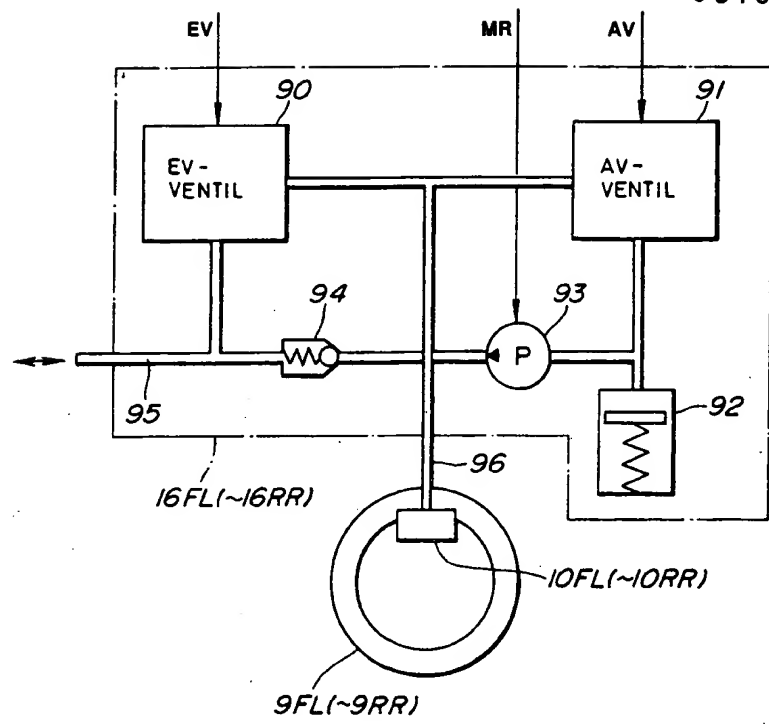 EV
MR
AV
90
91
EV-
VENTIL
AV-
VENTIL
94
93
P
95
92
96
16FL(~16RR)
10FL(~10RR)
9FL(~9RR)